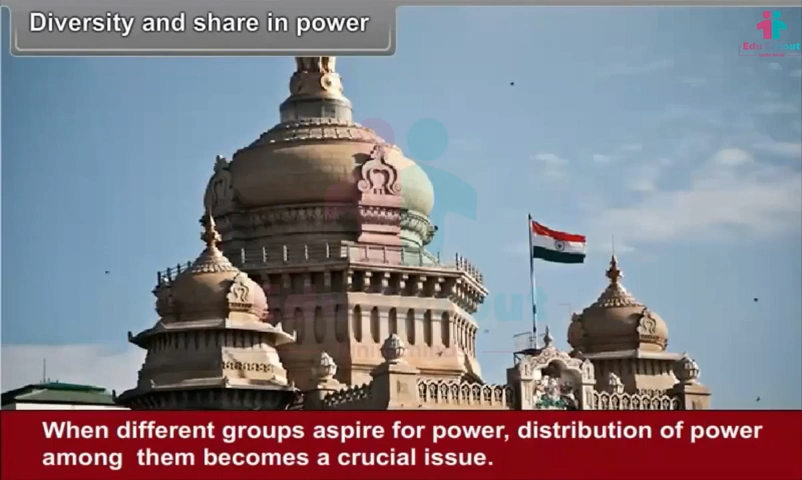 Diversity and share in power
When different groups aspire for power, distribution of power
among them becomes a crucial issue.